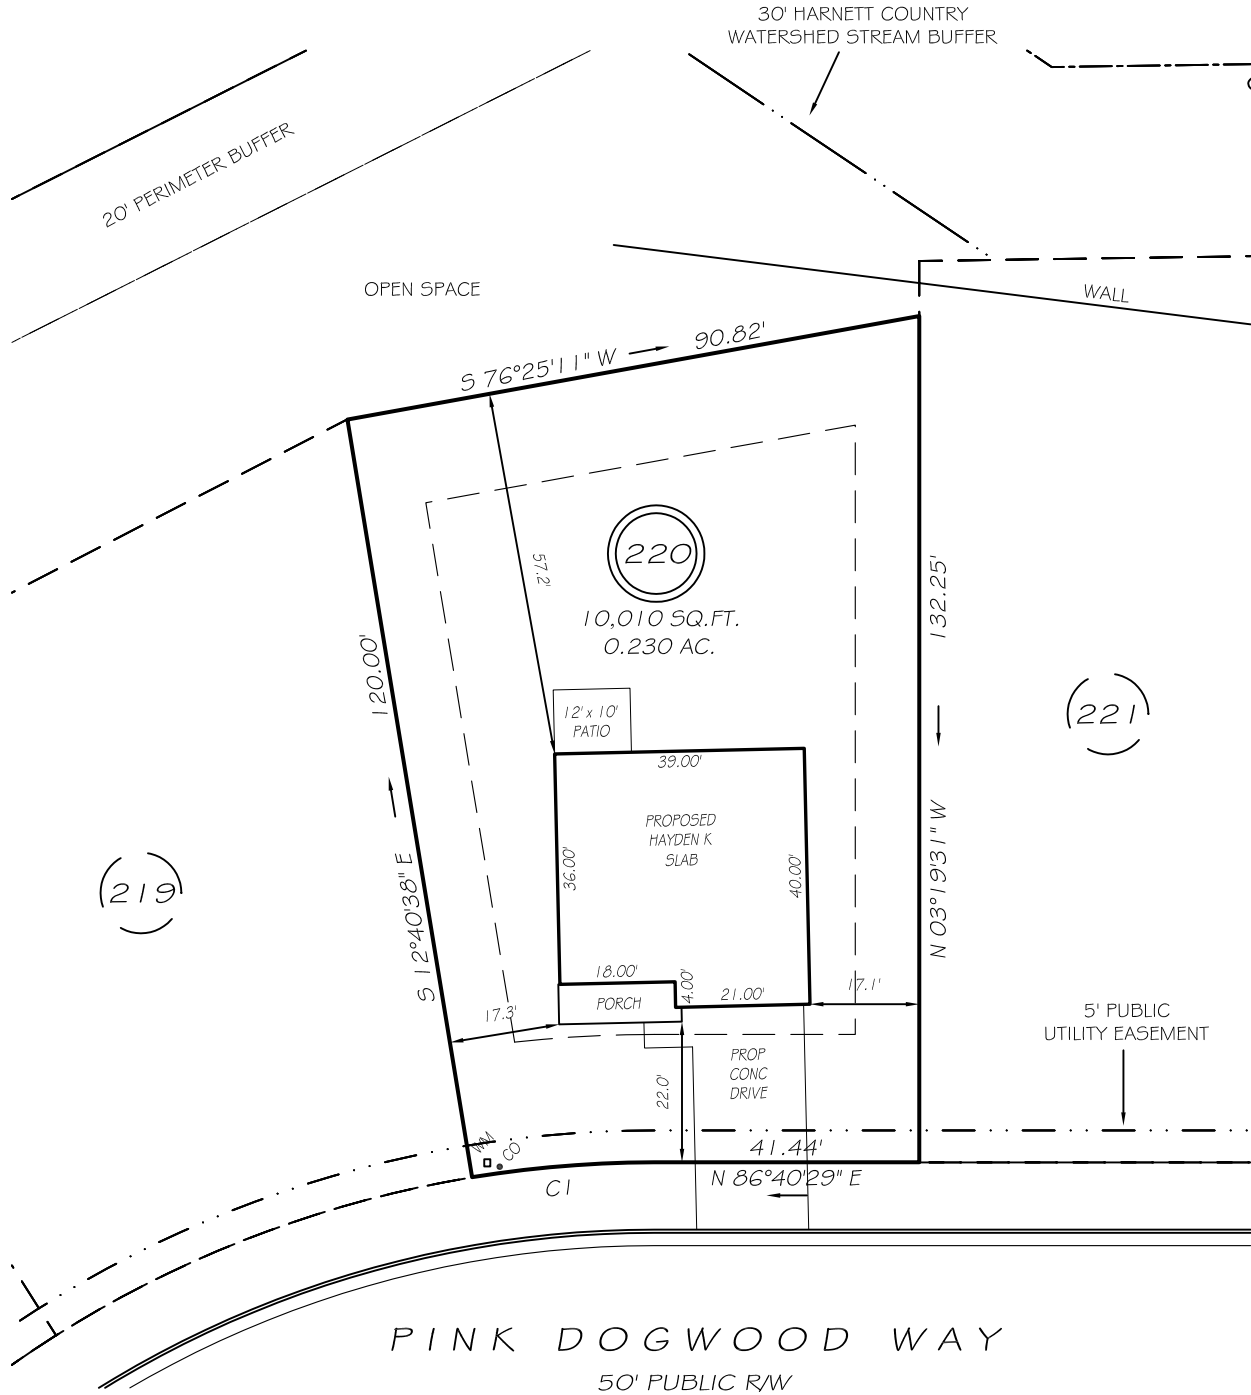 30' HARNETT COUNTRY
WATERSHED STREAM BUFFER
20' PERIMETER BUFFER
OPEN SPACE
WALL
S 76°25'11" W
90.82'
57.2'
220
10,010 SQ.FT.
0.230 AC.
132.25'
N 03°19'31" W
120.00'
S 12°40'38" E
12' x 10'
PATIO
221
219
39.00'
PROPOSED
HAYDEN K
SLAB
36.00'
40.00'
18.00'
4.00'
21.00'
PORCH
17.3'
17.1'
5' PUBLIC
UTILITY EASEMENT
PROP
CONC
DRIVE
22.0'
WM
CO
41.44'
N 86°40'29" E
C1
PINK DOGWOOD WAY
50' PUBLIC R/W